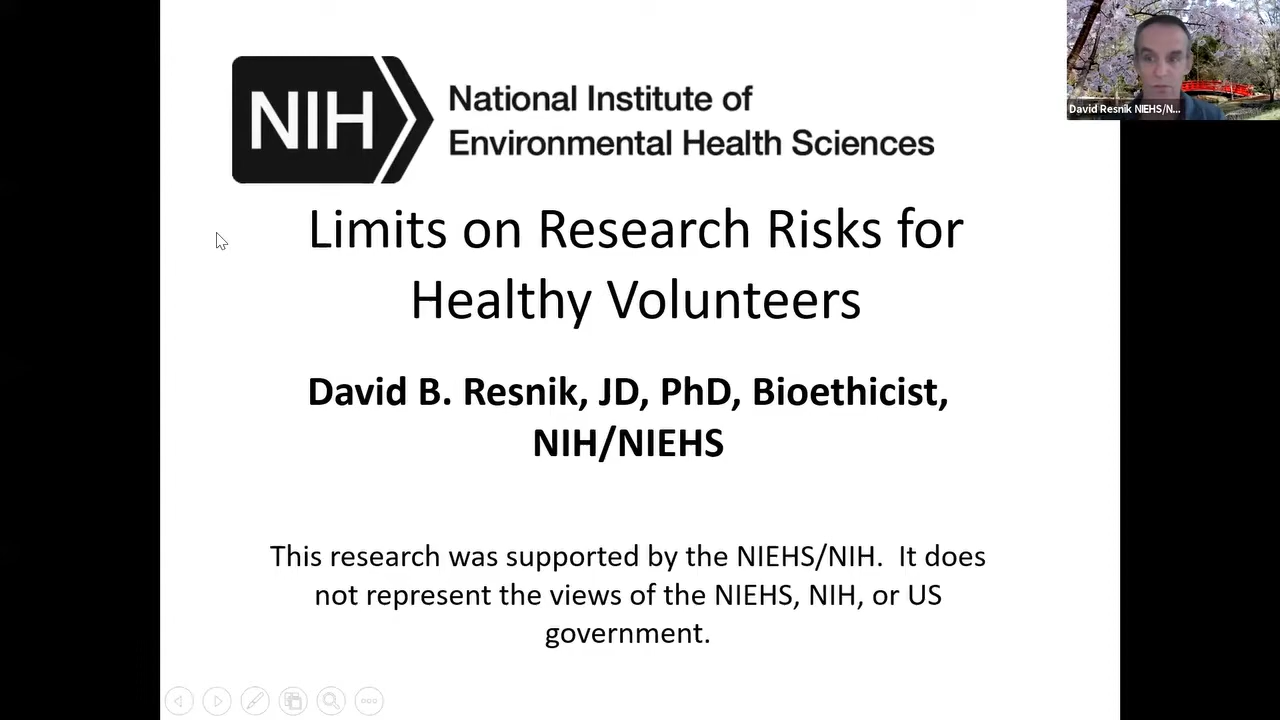 NIH
National Institute of
Environmental Health Sciences
David Resnik NIEHS/N...
Limits on Research Risks for
Healthy Volunteers
David B. Resnik, JD, PhD, Bioethicist,
NIH/NIEHS
This research was supported by the NIEHS/NIH.  It does
not represent the views of the NIEHS, NIH, or US
government.